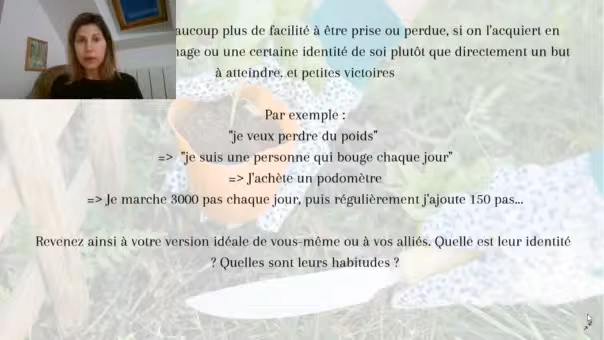 aucoup plus de facilité à être prise ou perdue, si on l'acquiert en
nage ou une certaine identité de soi plutôt que directement un but
à atteindre, et petites victoires
Par exemple :
"je veux perdre du poids"
=> "je suis une personne qui bouge chaque jour"
=> J'achète un podomètre
=> Je marche 3000 pas chaque jour, puis régulièrement j'ajoute 150 pas...
Revenez ainsi à votre version idéale de vous-même ou à vos alliés. Quelle est leur identité
? Quelles sont leurs habitudes ?